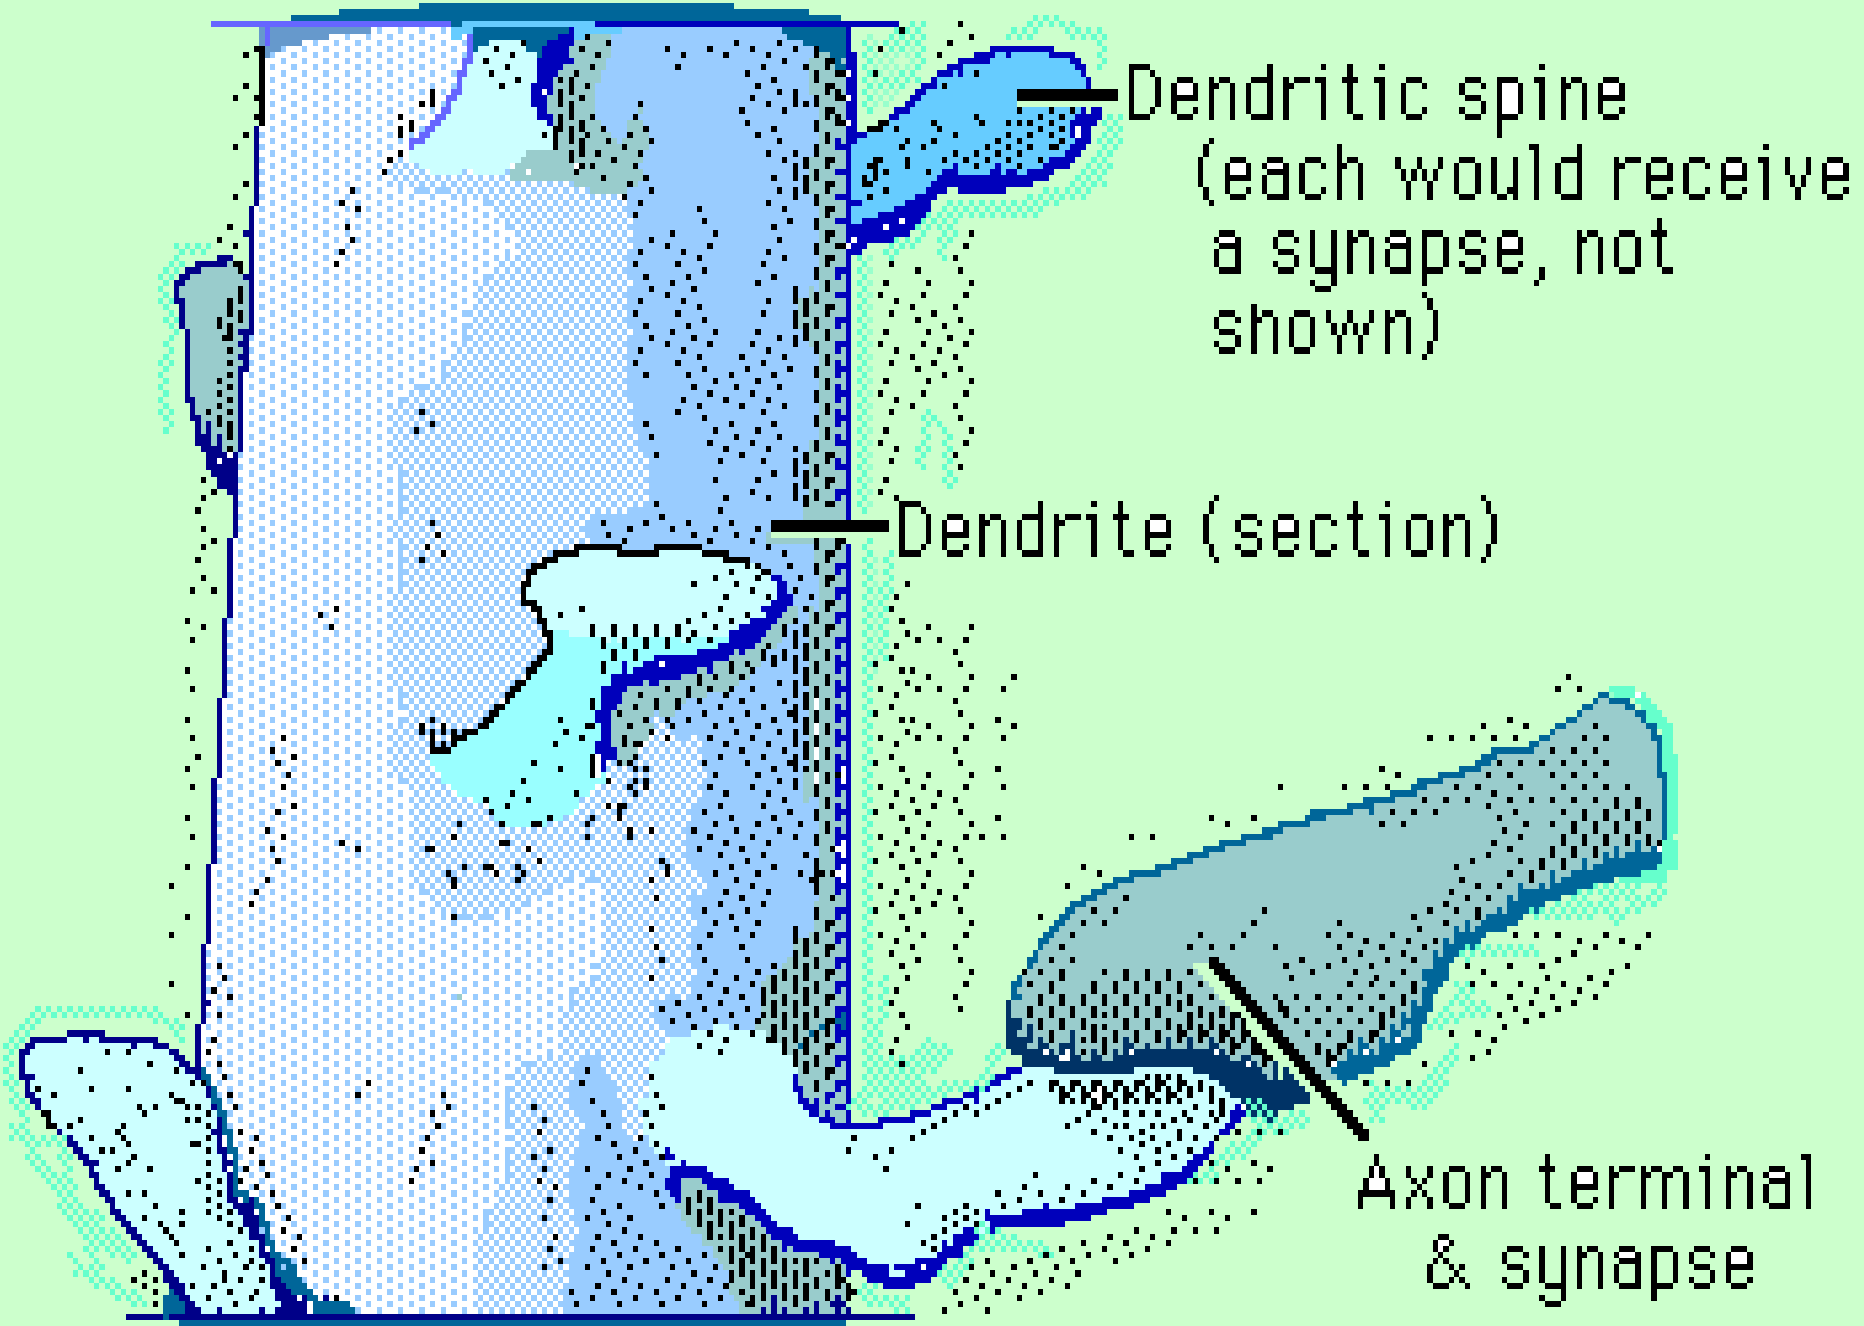 Dendritic spine
(each would receive
a synapse, not
shown)
Dendrite (section)
Axon terminal
& synapse